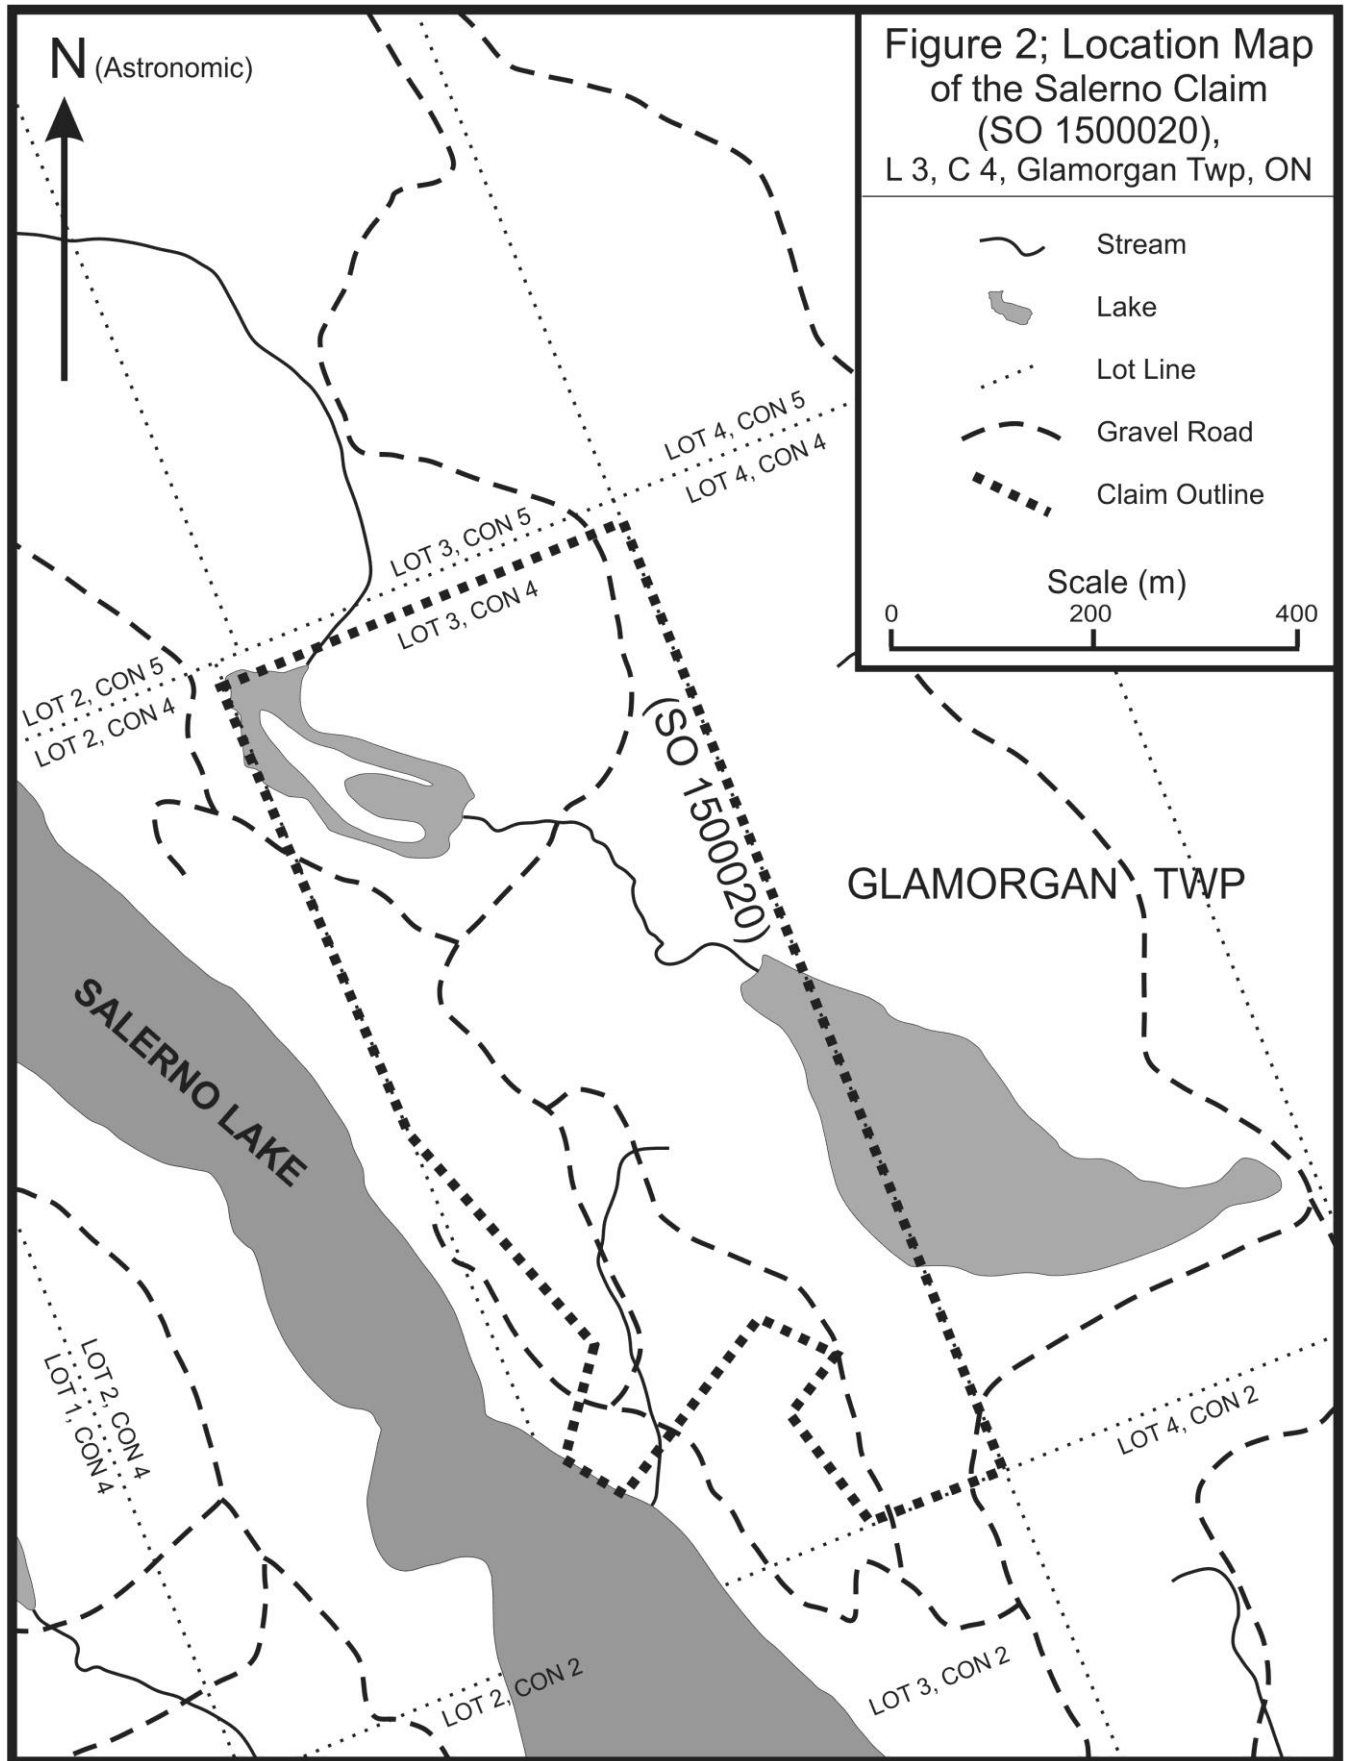 N (Astronomic)
Figure 2; Location Map
of the Salerno Claim
(SO 1500020),
L 3, C 4, Glamorgan Twp, ON
Stream
Lake
Lot Line
Gravel Road
Claim Outline
Scale (m)
0 200 400
LOT 4, CON 5
LOT 4, CON 4
LOT 3, CON 5
LOT 3, CON 4
LOT 2, CON 5
LOT 2, CON 4
(SO 1500020)
GLAMORGAN TWP
SALERNO LAKE
LOT 2, CON 4
LOT 1, CON 4
LOT 4, CON 2
LOT 3, CON 2
LOT 2, CON 2